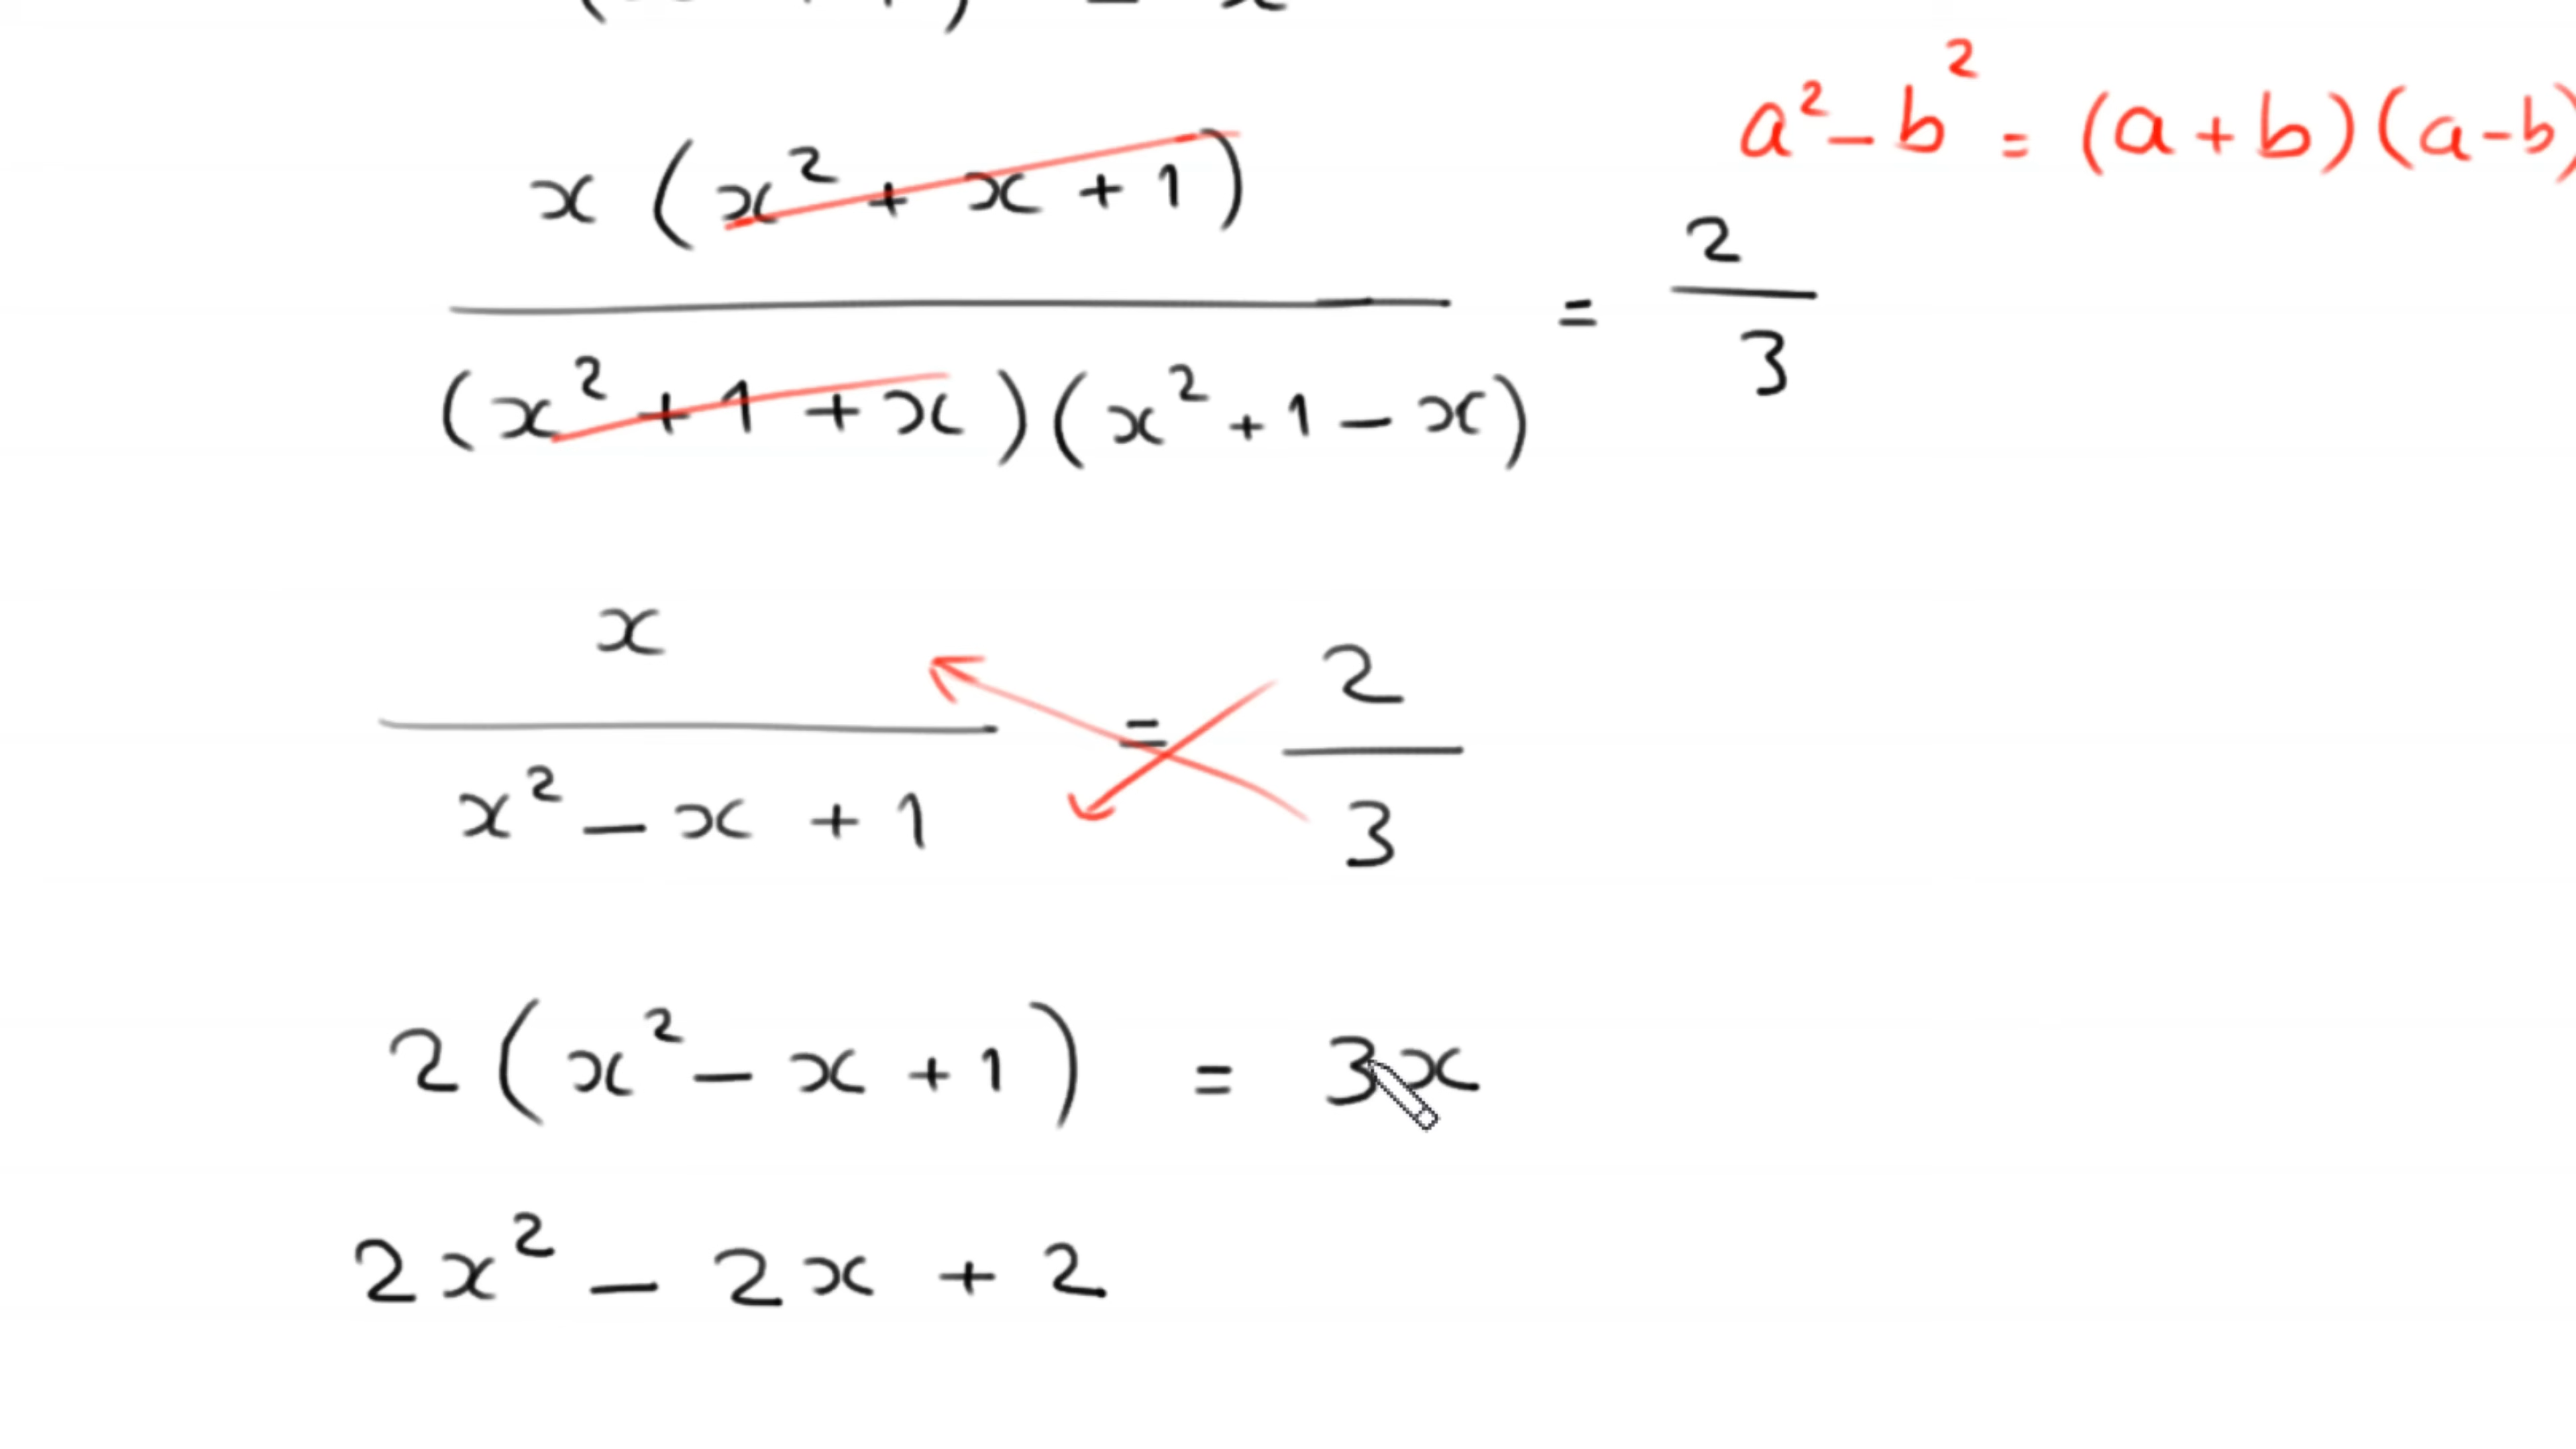 a² - b² = (a + b)(a - b)
x (x² + x + 1)
= 2
3
(x² + 1 + x)(x² + 1 - x)
x
= 2
3
x² - x + 1
2(x² - x + 1) = 3x
2x² - 2x + 2